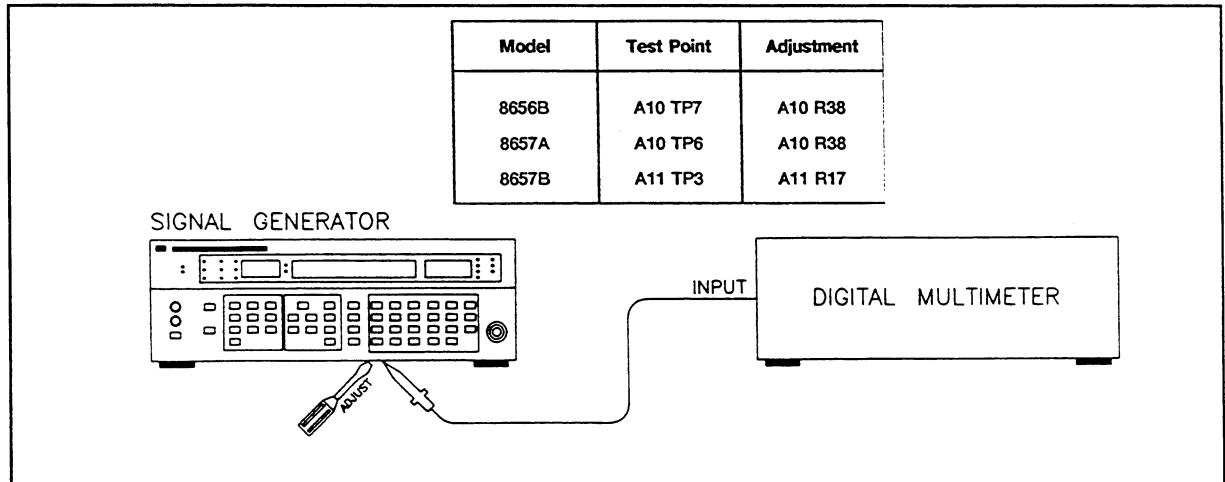 Model Test Point Adjustment
8656B A10 TP7 A10 R38
8657A A10 TP6 A10 R38
8657B A11 TP3 A11 R17
SIGNAL GENERATOR
INPUT
DIGITAL MULTIMETER
ADJUST